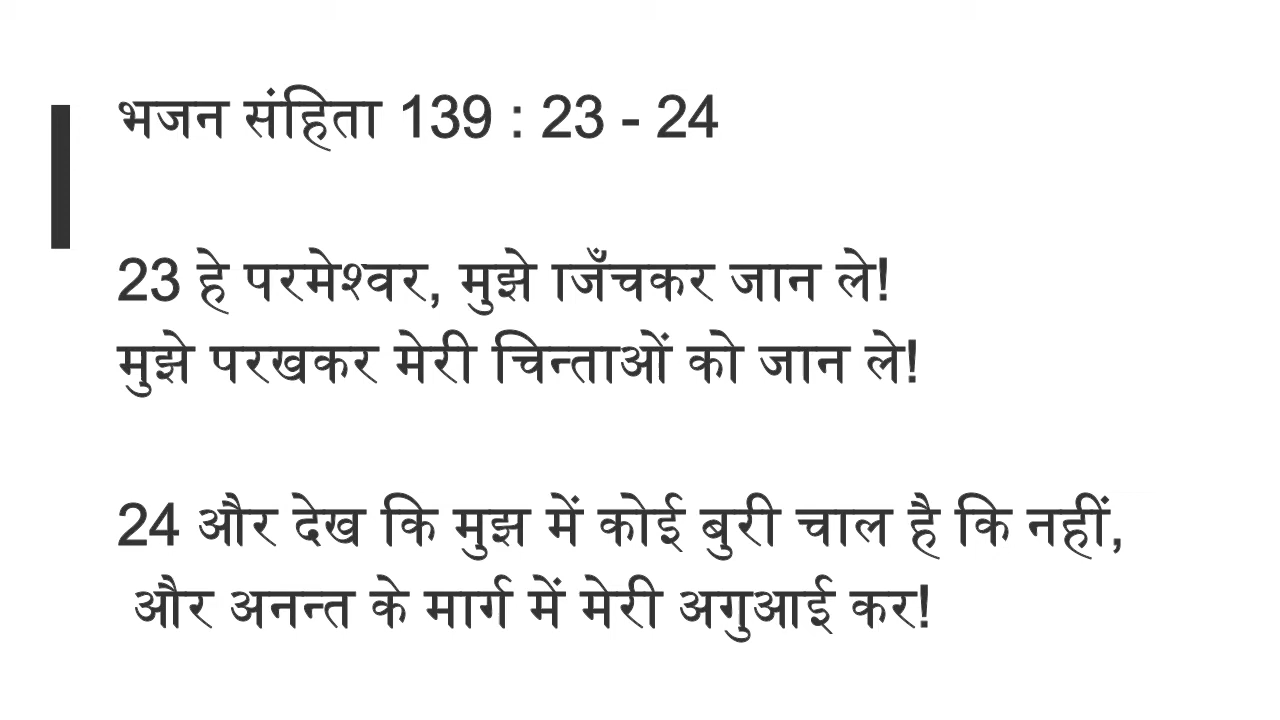 भजन संहिता 139 : 23 - 24
23 हे परमेश्वर, मुझे जिँचकर जान ले!
मुझे परखकर मेरी चिन्ताओं को जान ले!
24 और देख कि मुझ में कोई बुरी चाल है कि नहीं,
और अनन्त के मार्ग में मेरी अगुआई कर!